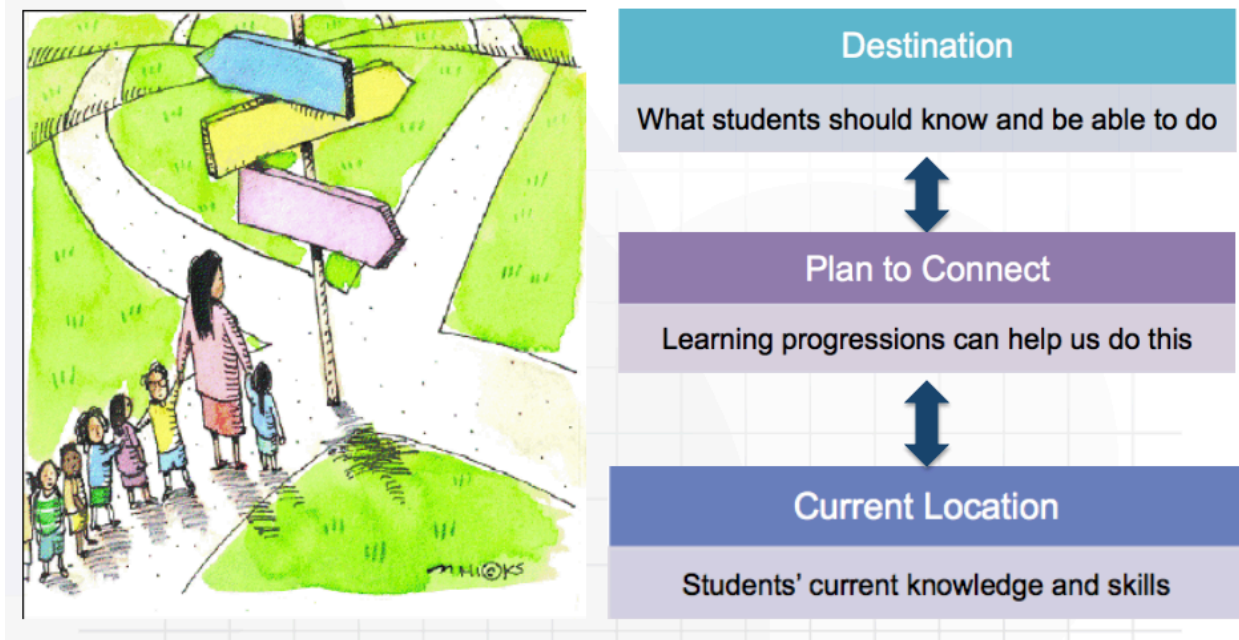 Destination
What students should know and be able to do
Plan to Connect
Learning progressions can help us do this
Current Location
Students' current knowledge and skills